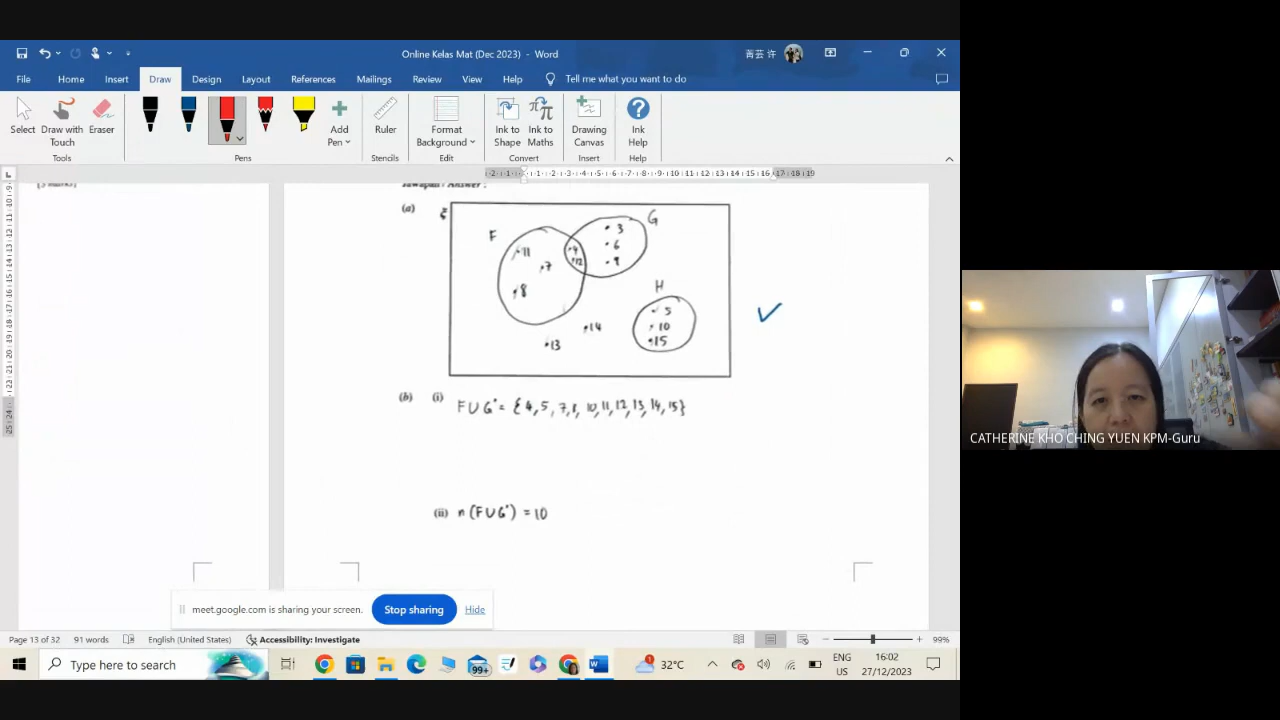 Online Kelas Mat (Dec 2023) - Word
菁芸 许
File Home Insert Draw Design Layout References Mailings Review View Help Tell me what you want to do
Select
Draw with Touch
Eraser
Add Pen
Ruler
Format Background
Ink to Shape
Ink to Maths
Drawing Canvas
Ink Help
Tools
Pens
Stencils
Edit
Convert
Insert
Help
Jawapan / Answer :
(a)
ξ
F
G
11
7
8
4
12
3
6
9
H
5
10
15
14
13
(b) (i) F ∪ G' = {4, 5, 7, 8, 10, 11, 12, 13, 14, 15}
(ii) n (F ∪ G') = 10
meet.google.com is sharing your screen. Stop sharing Hide
Page 13 of 32 91 words English (United States) Accessibility: Investigate 99%
Type here to search
99+
32°C
ENG
US
16:02
27/12/2023
CATHERINE KHO CHING YUEN KPM-Guru